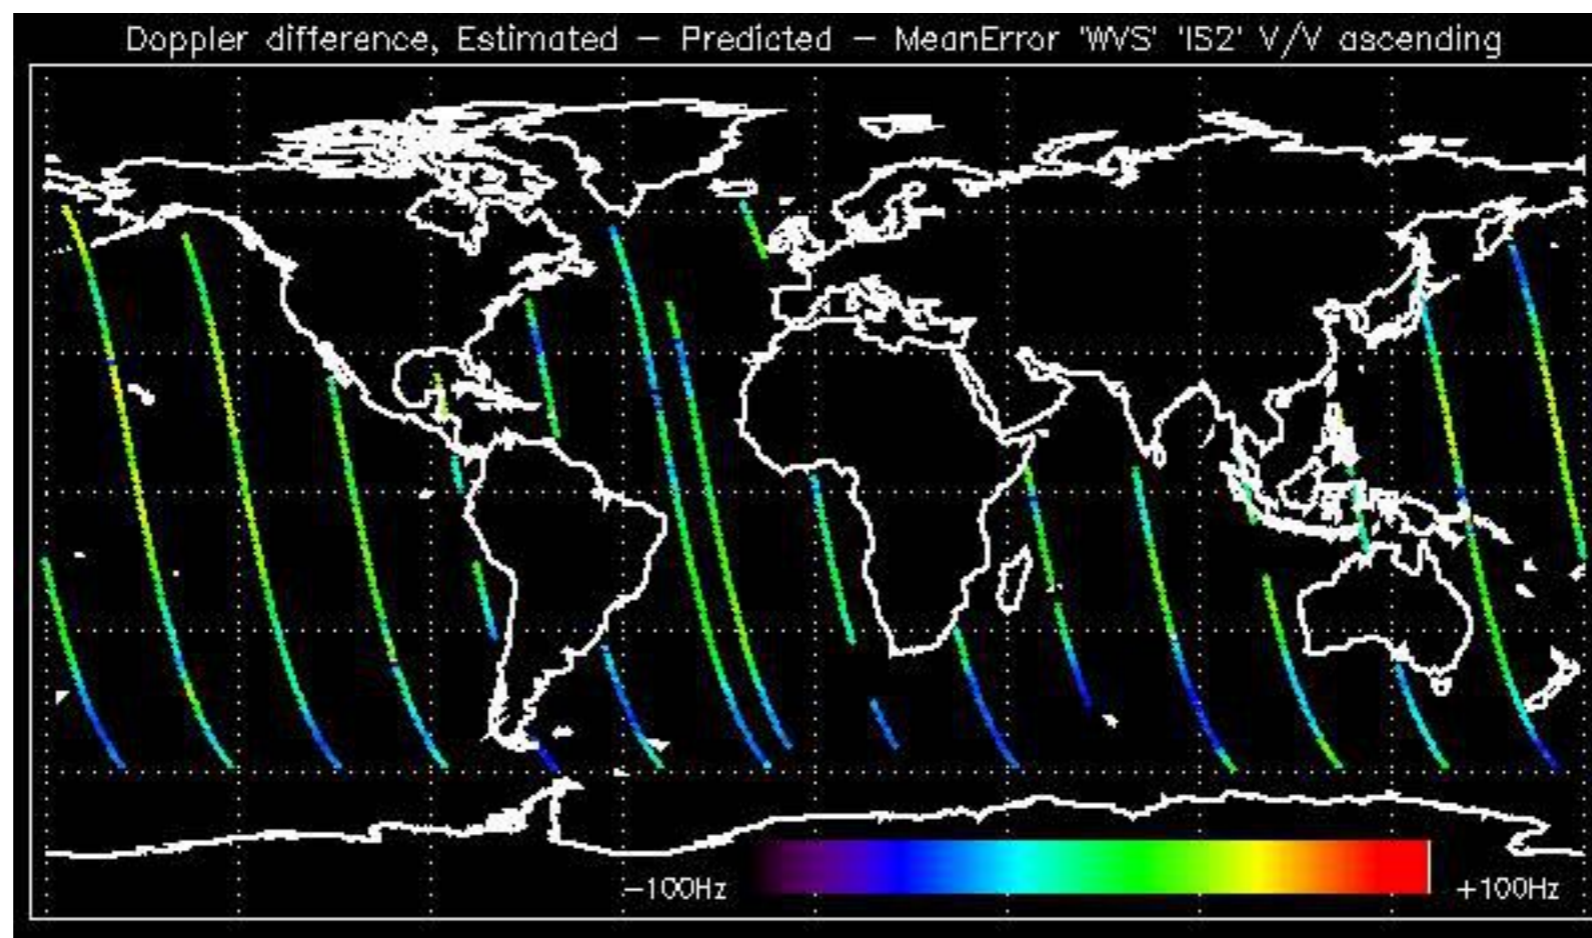 Doppler difference, Estimated – Predicted – MeanError 'WVS' 'IS2' V/V ascending
–100Hz
+100Hz